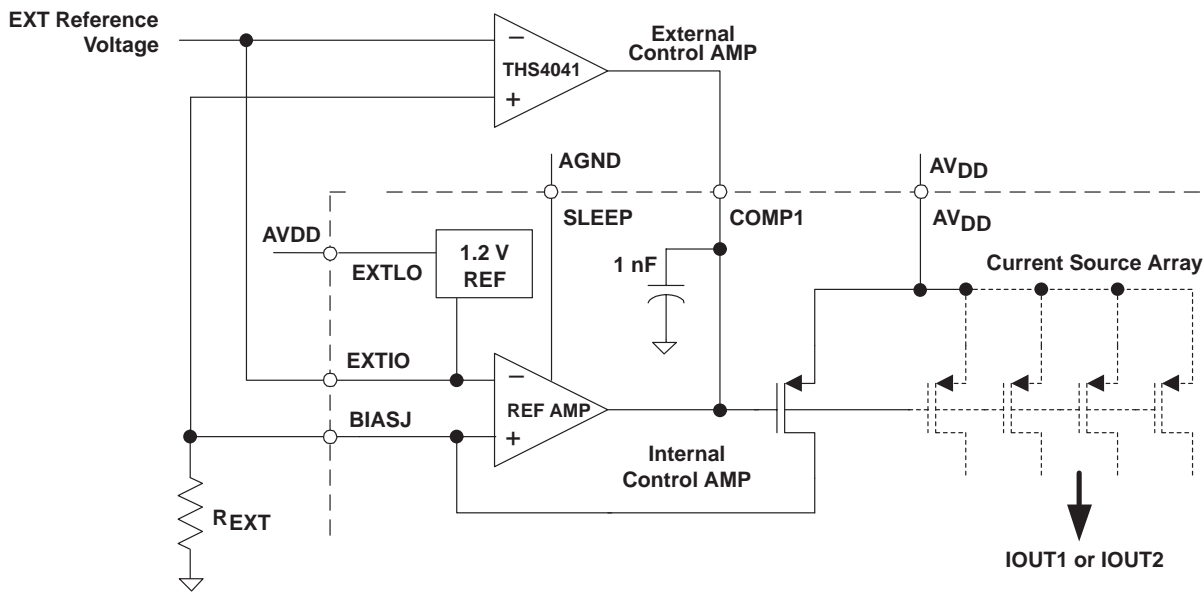 EXT Reference
Voltage
−
THS4041
+
External
Control AMP
AGND
AVDD
SLEEP
COMP1
AVDD
AVDD
EXTLO
1.2 V
REF
1 nF
Current Source Array
EXTIO
−
REF AMP
+
BIASJ
Internal
Control AMP
REXT
IOUT1 or IOUT2